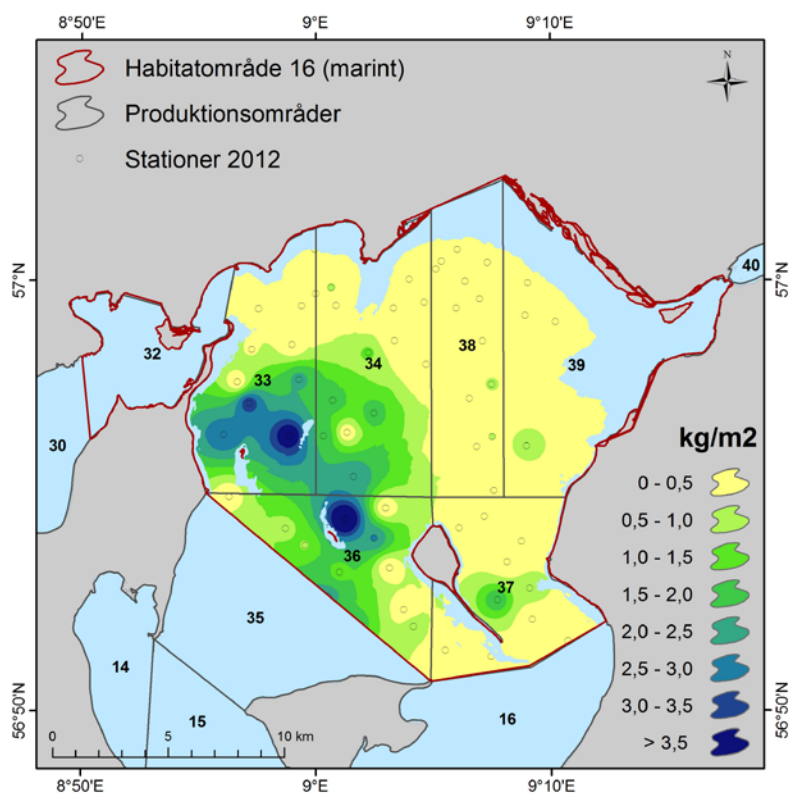 8°50'E 9°E 9°10'E
Habitatområde 16 (marint)
N
Produktionsområder
Stationer 2012
57°N 57°N
40
32
33
34
38
39
30
kg/m2
0 - 0,5
0,5 - 1,0
1,0 - 1,5
1,5 - 2,0
2,0 - 2,5
2,5 - 3,0
3,0 - 3,5
> 3,5
36
37
35
14
15
16
56°50'N 56°50'N
0 5 10 km
8°50'E 9°E 9°10'E